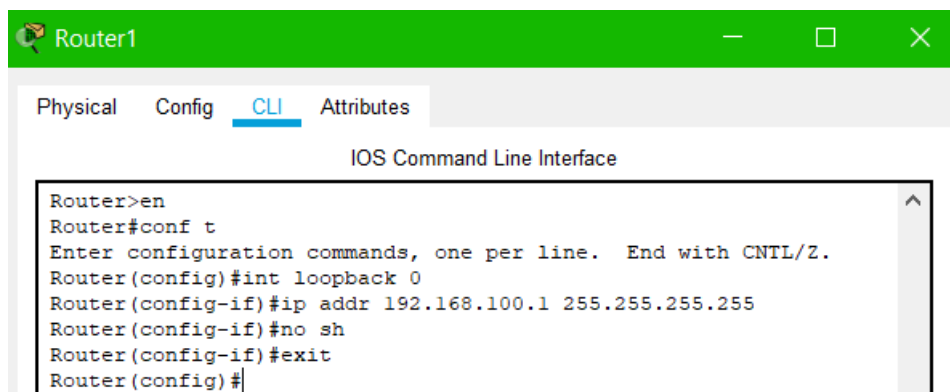 Router1
Physical Config CLI Attributes
IOS Command Line Interface
Router>en
Router#conf t
Enter configuration commands, one per line.  End with CNTL/Z.
Router(config)#int loopback 0
Router(config-if)#ip addr 192.168.100.1 255.255.255.255
Router(config-if)#no sh
Router(config-if)#exit
Router(config)#